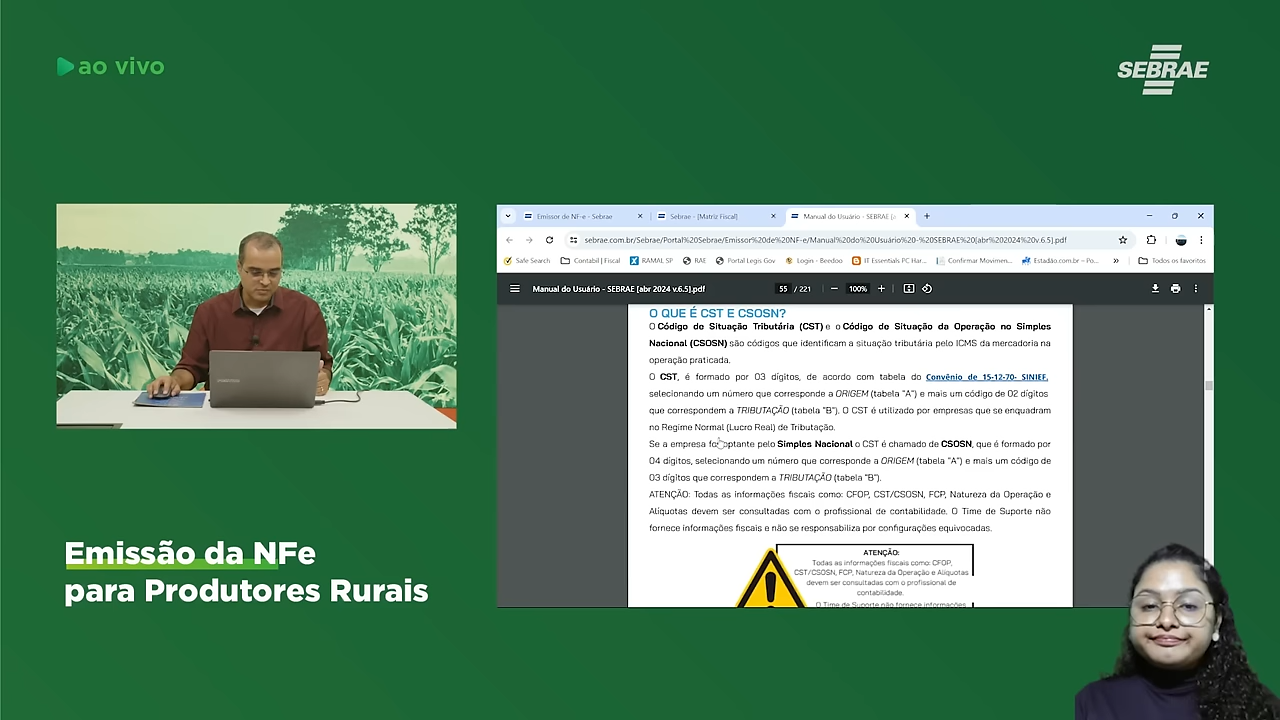 ao vivo
SEBRAE
Emissor de NF-e - Sebrae
Sebrae - [Matriz Fiscal]
Manual do Usuário - SEBRAE [a
sebrae.com.br/Sebrae/Portal%20Sebrae/Emissor%20de%20NF-e/Manual%20do%20Usuário%20-%20SEBRAE%20[abr%202024%20v.6.5].pdf
Safe Search
Contabil | Fiscal
RAMAL SP
RAE
Portal Legis Gov
Login - Beedoo
IT Essentials PC Har...
Confirmar Movimen...
Estadão.com.br – Po...
»
Todos os favoritos
Manual do Usuário - SEBRAE [abr 2024 v.6.5].pdf
55 / 221
100%
O QUE É CST E CSOSN?
O Código de Situação Tributária (CST) e o Código de Situação da Operação no Simples
Nacional (CSOSN) são códigos que identificam a situação tributária pelo ICMS da mercadoria na
operação praticada.
O CST, é formado por 03 dígitos, de acordo com tabela do Convênio de 15-12-70- SINIEF,
selecionando um número que corresponde a ORIGEM (tabela “A”) e mais um código de 02 dígitos
que correspondem a TRIBUTAÇÃO (tabela “B”). O CST é utilizado por empresas que se enquadram
no Regime Normal (Lucro Real) de Tributação.
Se a empresa for optante pelo Simples Nacional o CST é chamado de CSOSN, que é formado por
04 dígitos, selecionando um número que corresponde a ORIGEM (tabela “A”) e mais um código de
03 dígitos que correspondem a TRIBUTAÇÃO (tabela “B”).
ATENÇÃO: Todas as informações fiscais como: CFOP, CST/CSOSN, FCP, Natureza da Operação e
Alíquotas devem ser consultadas com o profissional de contabilidade. O Time de Suporte não
fornece informações fiscais e não se responsabiliza por configurações equivocadas.
ATENÇÃO:
Todas as informações fiscais como: CFOP,
CST/CSOSN, FCP, Natureza da Operação e Alíquotas
devem ser consultadas com o profissional de
contabilidade.
O Time de Suporte não fornece informações
Emissão da NFe
para Produtores Rurais